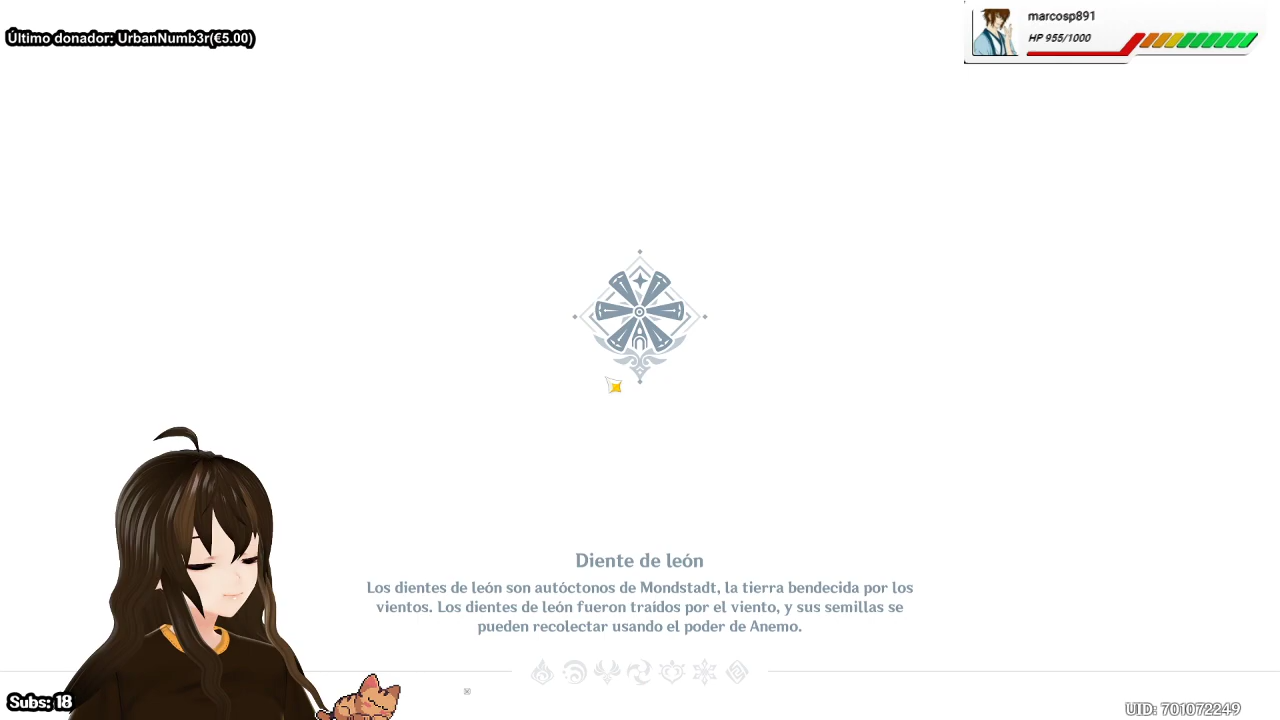 Último donador: UrbanNumb3r(€5.00)
marcosp891
HP 955/1000
Diente de león
Los dientes de león son autóctonos de Mondstadt, la tierra bendecida por los
vientos. Los dientes de león fueron traídos por el viento, y sus semillas se
pueden recolectar usando el poder de Anemo.
Subs: 18
UID: 701072249